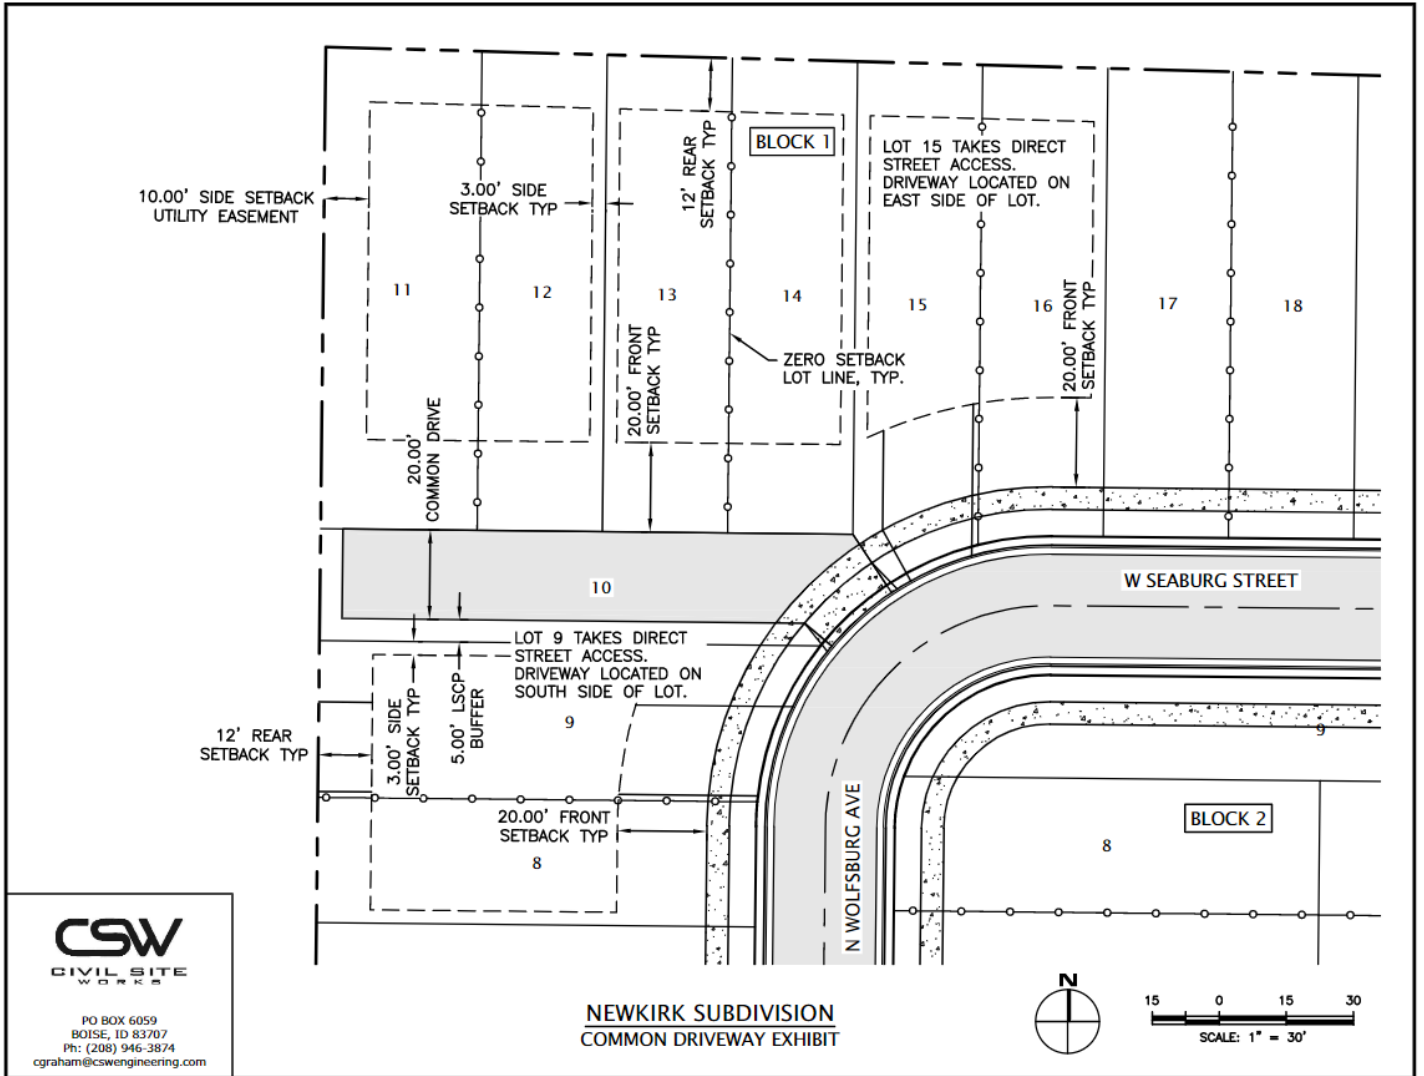 10.00' SIDE SETBACK
UTILITY EASEMENT
3.00' SIDE
SETBACK TYP
12' REAR
SETBACK TYP
BLOCK 1
LOT 15 TAKES DIRECT
STREET ACCESS.
DRIVEWAY LOCATED ON
EAST SIDE OF LOT.
11
12
13
14
15
16
17
18
20.00' FRONT
SETBACK TYP
ZERO SETBACK
LOT LINE, TYP.
20.00' FRONT
SETBACK TYP
20.00'
COMMON DRIVE
10
W SEABURG STREET
LOT 9 TAKES DIRECT
STREET ACCESS.
DRIVEWAY LOCATED ON
SOUTH SIDE OF LOT.
9
12' REAR
SETBACK TYP
3.00' SIDE
SETBACK TYP
5.00' LSCP
BUFFER
20.00' FRONT
SETBACK TYP
8
N WOLFSBURG AVE
9
BLOCK 2
8
CSW
CIVIL SITE
WORKS
PO BOX 6059
BOISE, ID 83707
Ph: (208) 946-3874
cgraham@cswengineering.com
NEWKIRK SUBDIVISION
COMMON DRIVEWAY EXHIBIT
N
15 0 15 30
SCALE: 1" = 30'